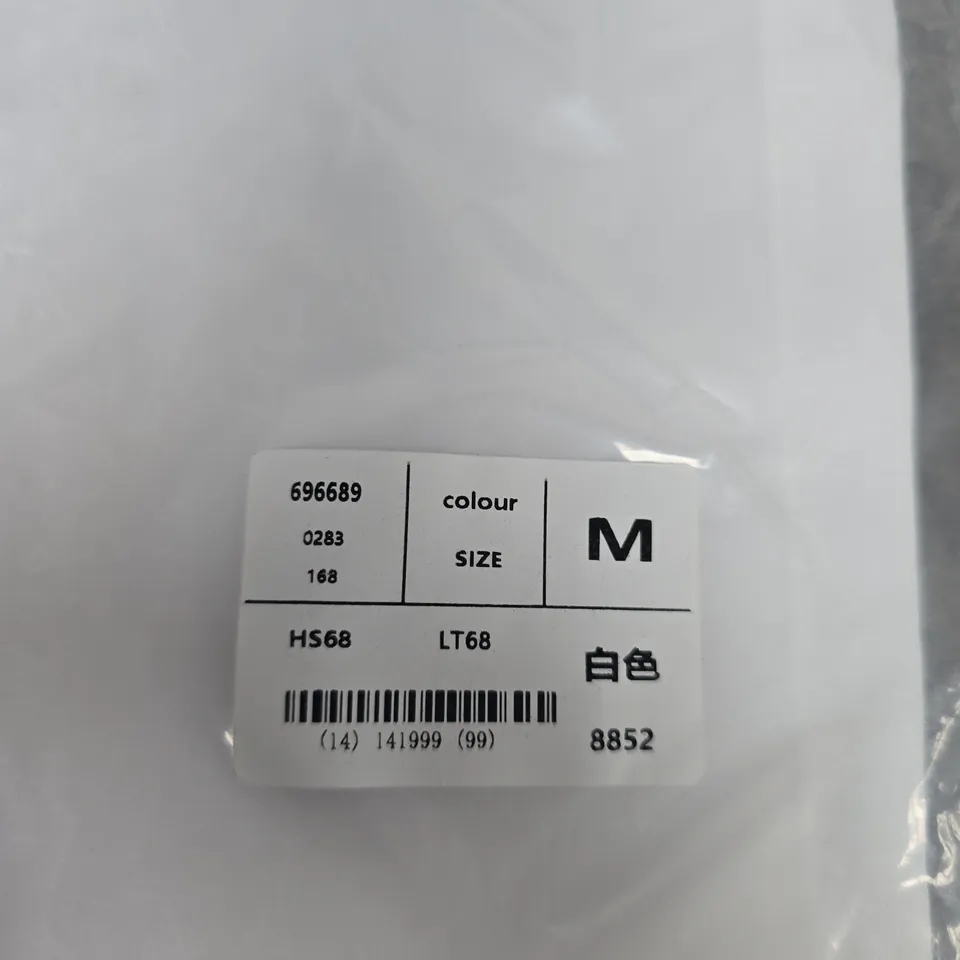 696689
0283
168
colour
SIZE
M
HS68
LT68
白色
(14) 141999 (99)
8852